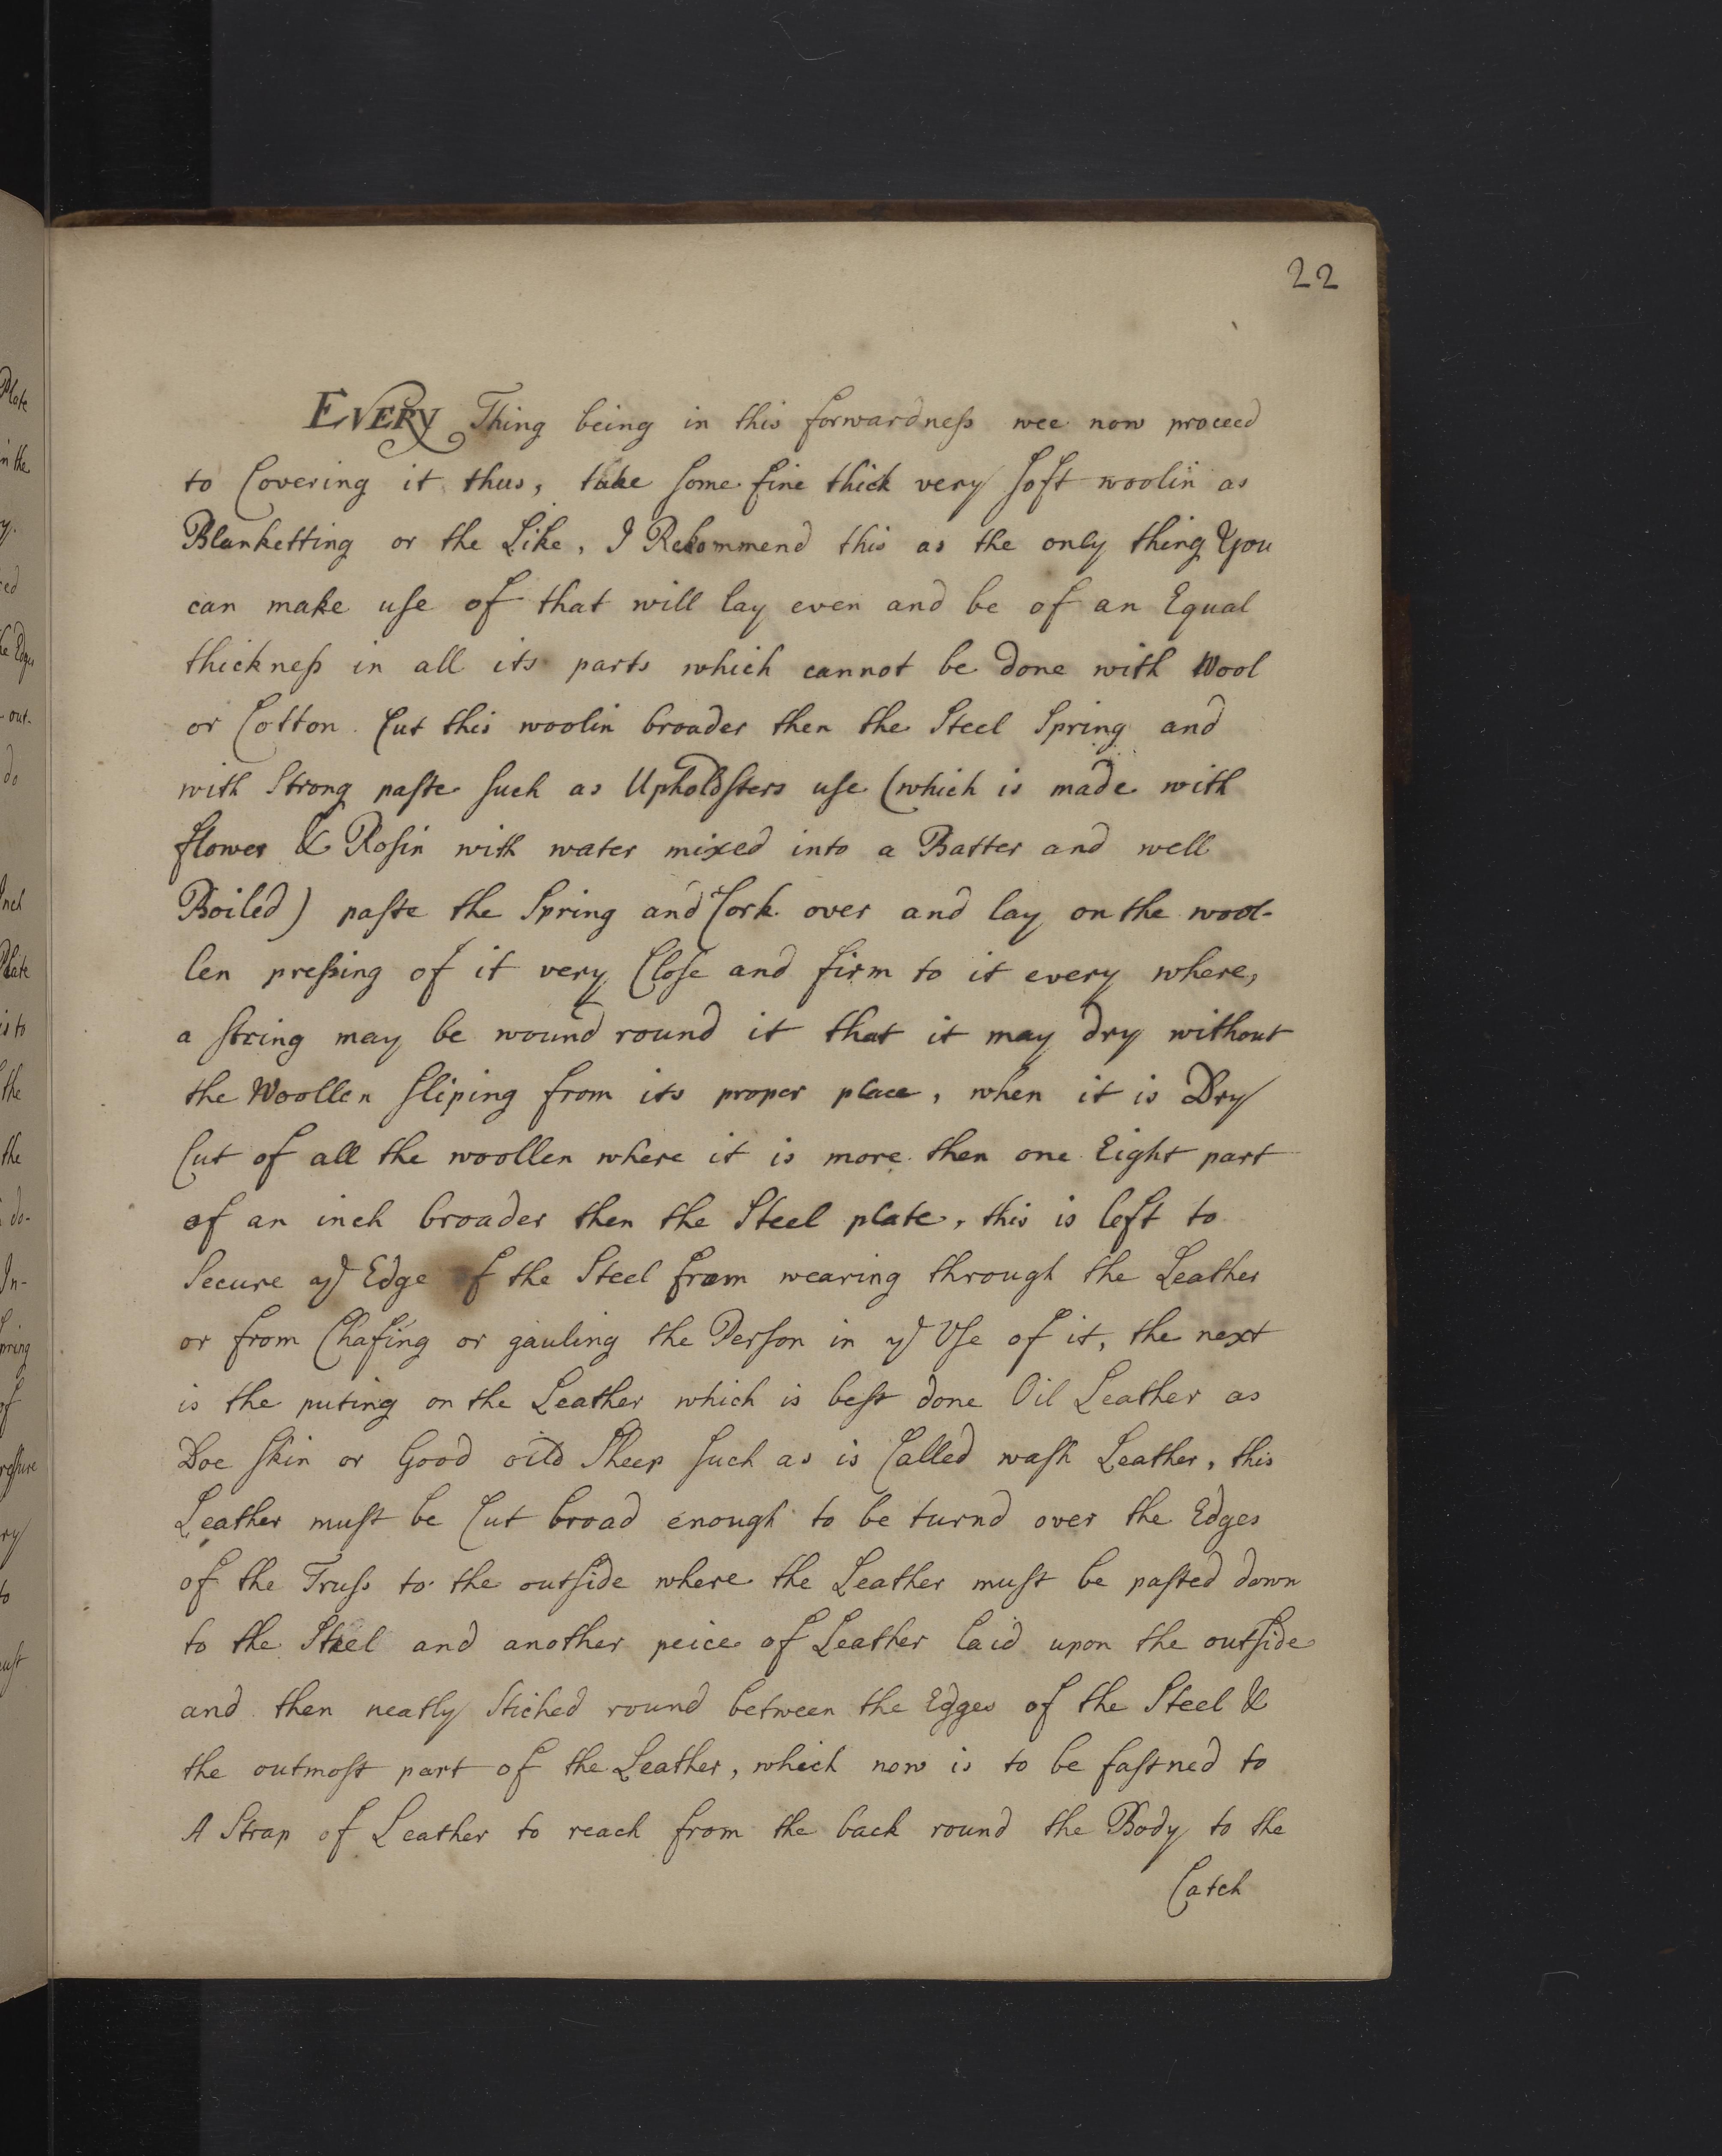 22
EVERY Thing being in this forwardneſs wee now proceed
to Covering it thus, take ſome fine thick very ſoft woolin as
Blanketting or the Like, I Rekommend this as the only thing You
can make uſe of that will lay even and be of an Equal
thickneſs in all its parts which cannot be done with Wool
or Cotton. Cut this woolin broader then the Steel Spring and
with Strong paſte ſuch as Upholdſters uſe (which is made with
flower & Roſin with water mixed into a Batter and well
Boiled) paſte the Spring and Cork over and lay on the wool-
len preſsing of it very Cloſe and firm to it every where,
a ſtring may be wound round it that it may dry without
the Woollen ſliping from its proper place, when it is Dry
Cut of all the woollen where it is more then one Eight part
of an inch broader then the Steel plate, this is left to
Secure ye Edge of the Steel from wearing through the Leather
or from Chafing or gauling the Perſon in ye Uſe of it, the next
is the puting on the Leather which is beſt done Oil Leather as
Doe ſkin or Good oild Sheep ſuch as is Called waſh Leather, this
Leather muſt be Cut broad enough to be turnd over the Edges
of the Truſs to the outſide where the Leather muſt be paſted down
to the Steel and another peice of Leather laid upon the outſide
and then neatly Stiched round between the Edges of the Steel &
the outmoſt part of the Leather, which now is to be faſtned to
A Strap of Leather to reach from the back round the Body to the
Catch